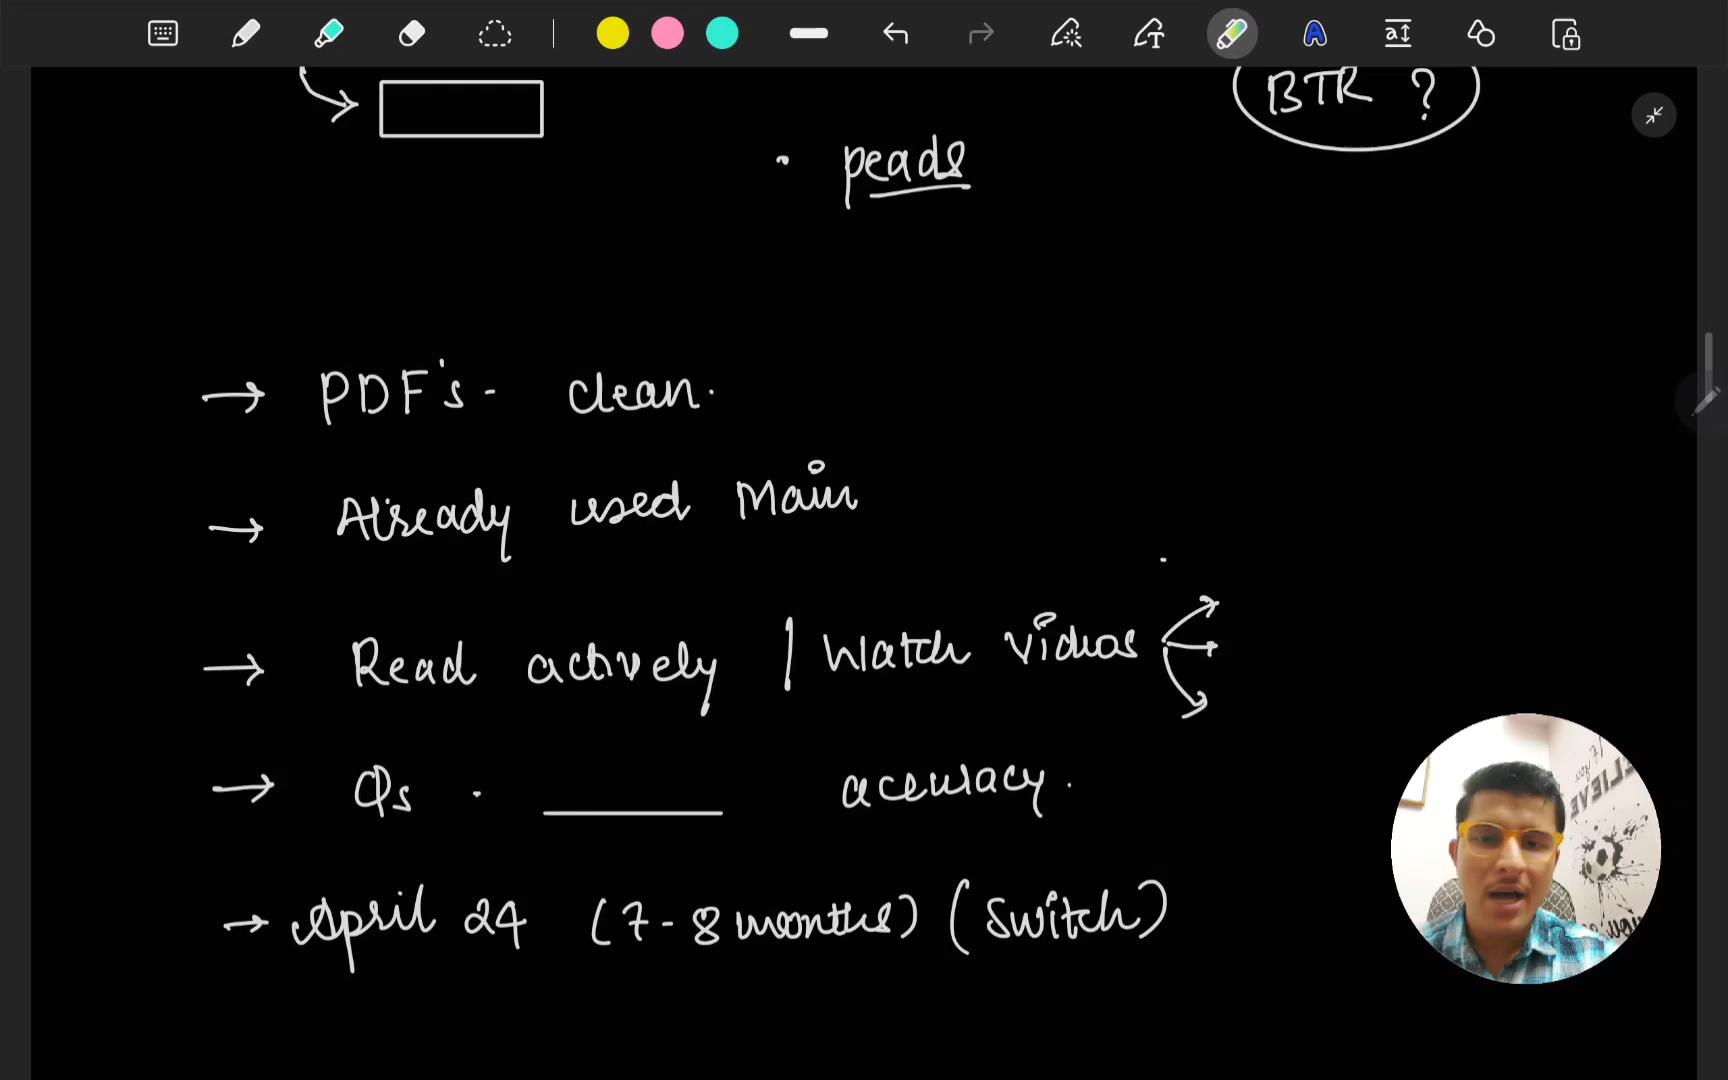 BTR ?
• peads
→ PDF's - clean.
→ Already used Main
→ Read actively | Watch videos
→ Qs . ______ accuracy.
→ April 24 (7-8 months) (switch)